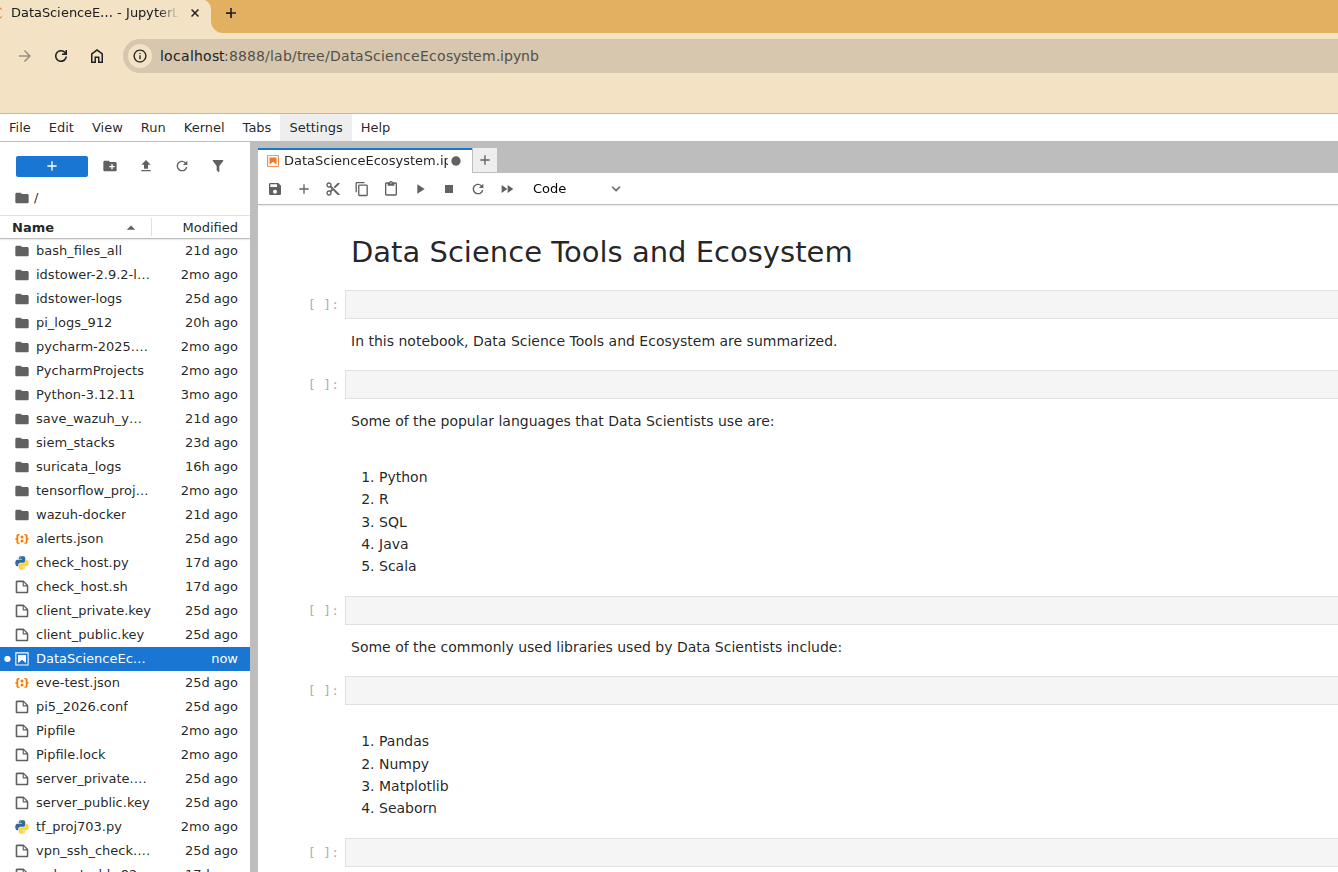 DataScienceE... - JupyterL
localhost:8888/lab/tree/DataScienceEcosystem.ipynb
File Edit View Run Kernel Tabs Settings Help
DataScienceEcosystem.ip
/
Code
Name Modified
bash_files_all 21d ago
idstower-2.9.2-l... 2mo ago
idstower-logs 25d ago
pi_logs_912 20h ago
pycharm-2025.... 2mo ago
PycharmProjects 2mo ago
Python-3.12.11 3mo ago
save_wazuh_y... 21d ago
siem_stacks 23d ago
suricata_logs 16h ago
tensorflow_proj... 2mo ago
wazuh-docker 21d ago
alerts.json 25d ago
check_host.py 17d ago
check_host.sh 17d ago
client_private.key 25d ago
client_public.key 25d ago
DataScienceEc... now
eve-test.json 25d ago
pi5_2026.conf 25d ago
Pipfile 2mo ago
Pipfile.lock 2mo ago
server_private.... 25d ago
server_public.key 25d ago
tf_proj703.py 2mo ago
vpn_ssh_check.... 25d ago
Data Science Tools and Ecosystem
[ ]:
In this notebook, Data Science Tools and Ecosystem are summarized.
[ ]:
Some of the popular languages that Data Scientists use are:
1. Python
2. R
3. SQL
4. Java
5. Scala
[ ]:
Some of the commonly used libraries used by Data Scientists include:
[ ]:
1. Pandas
2. Numpy
3. Matplotlib
4. Seaborn
[ ]: